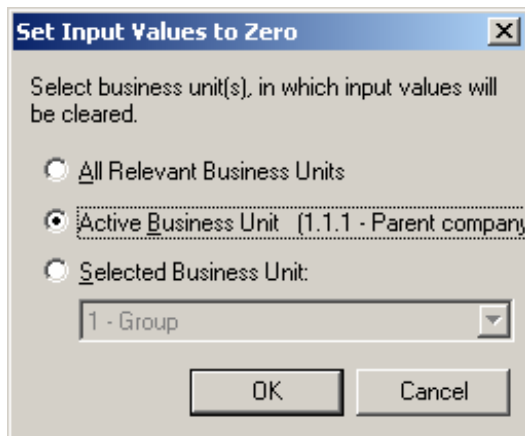 Set Input Values to Zero
Select business unit(s), in which input values will
be cleared.
All Relevant Business Units
Active Business Unit (1.1.1 - Parent company
Selected Business Unit:
1 - Group
OK
Cancel